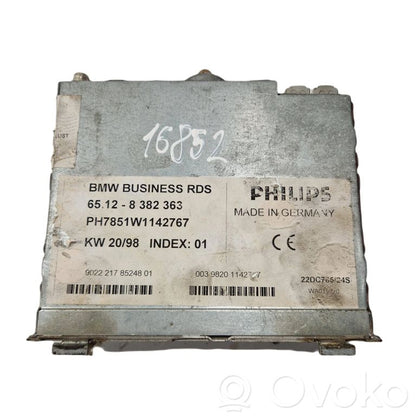 16852
BMW BUSINESS RDS
65.12 - 8 382 363
PH7851W1142767
KW 20/98 INDEX: 01
PHILIPS
MADE IN GERMANY
CE
9022 217 85248 01
003 9820 1142767
22DC785/24S
Ovoko